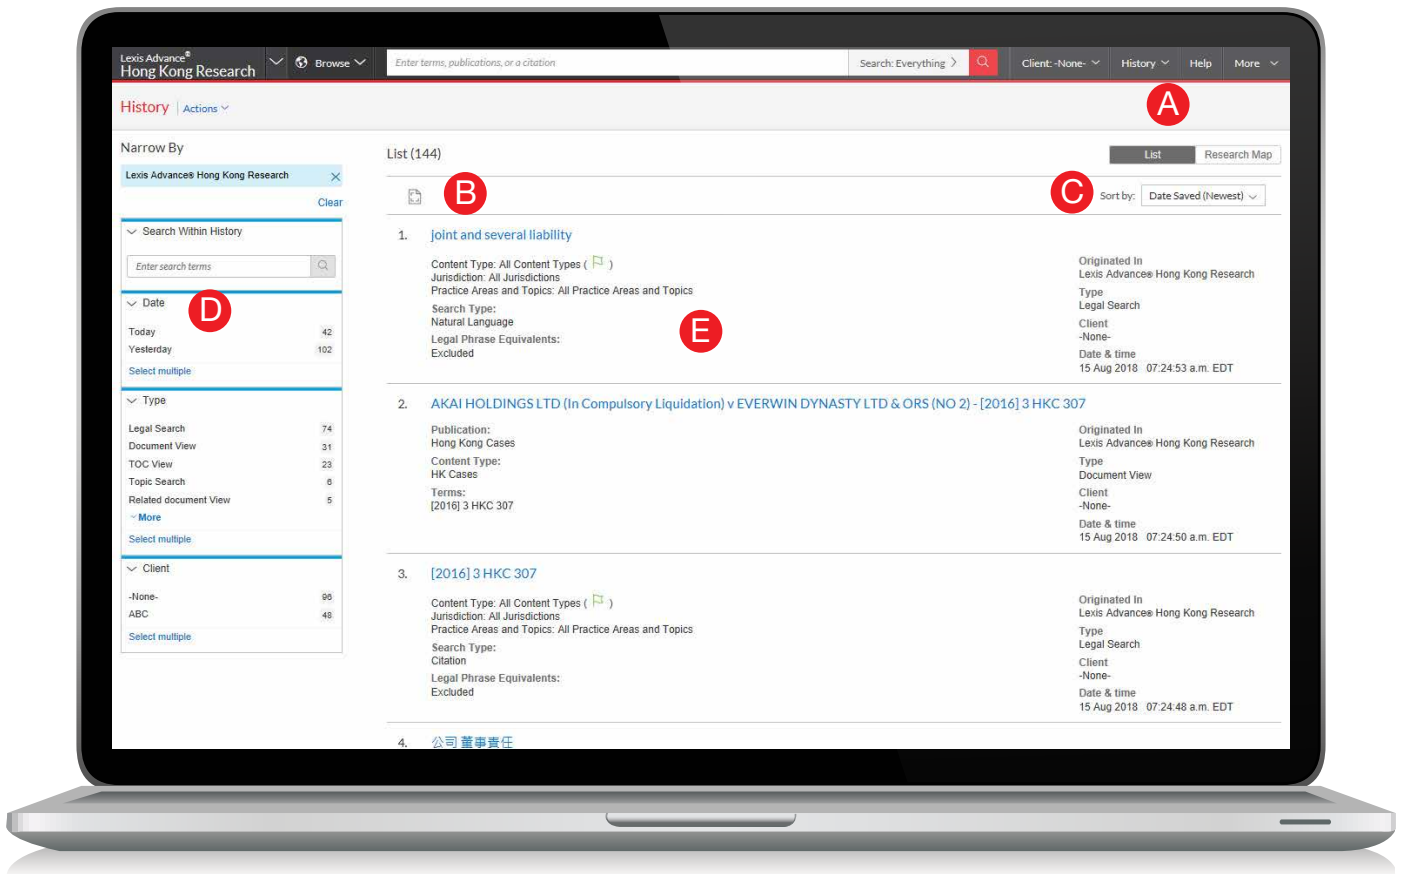 Lexis Advance®
Hong Kong Research
Browse
Enter terms, publications, or a citation
Search: Everything
Client: -None-
History
Help
More
History
Actions
A
Narrow By
Lexis Advance® Hong Kong Research
Clear
Search Within History
Enter search terms
Date
D
Today 42
Yesterday 102
Select multiple
Type
Legal Search 74
Document View 31
TOC View 23
Topic Search 6
Related document View 5
More
Select multiple
Client
-None- 96
ABC 48
Select multiple
List (144)
List
Research Map
B
C
Sort by: Date Saved (Newest)
1. joint and several liability
Content Type: All Content Types ( )
Jurisdiction: All Jurisdictions
Practice Areas and Topics: All Practice Areas and Topics
Search Type:
Natural Language
Legal Phrase Equivalents:
Excluded
E
Originated In
Lexis Advance® Hong Kong Research
Type
Legal Search
Client
-None-
Date & time
15 Aug 2018 07:24:53 a.m. EDT
2. AKAI HOLDINGS LTD (In Compulsory Liquidation) v EVERWIN DYNASTY LTD & ORS (NO 2) - [2016] 3 HKC 307
Publication:
Hong Kong Cases
Content Type:
HK Cases
Terms:
[2016] 3 HKC 307
Originated In
Lexis Advance® Hong Kong Research
Type
Document View
Client
-None-
Date & time
15 Aug 2018 07:24:50 a.m. EDT
3. [2016] 3 HKC 307
Content Type: All Content Types ( )
Jurisdiction: All Jurisdictions
Practice Areas and Topics: All Practice Areas and Topics
Search Type:
Citation
Legal Phrase Equivalents:
Excluded
Originated In
Lexis Advance® Hong Kong Research
Type
Legal Search
Client
-None-
Date & time
15 Aug 2018 07:24:48 a.m. EDT
4. 公司 董事責任